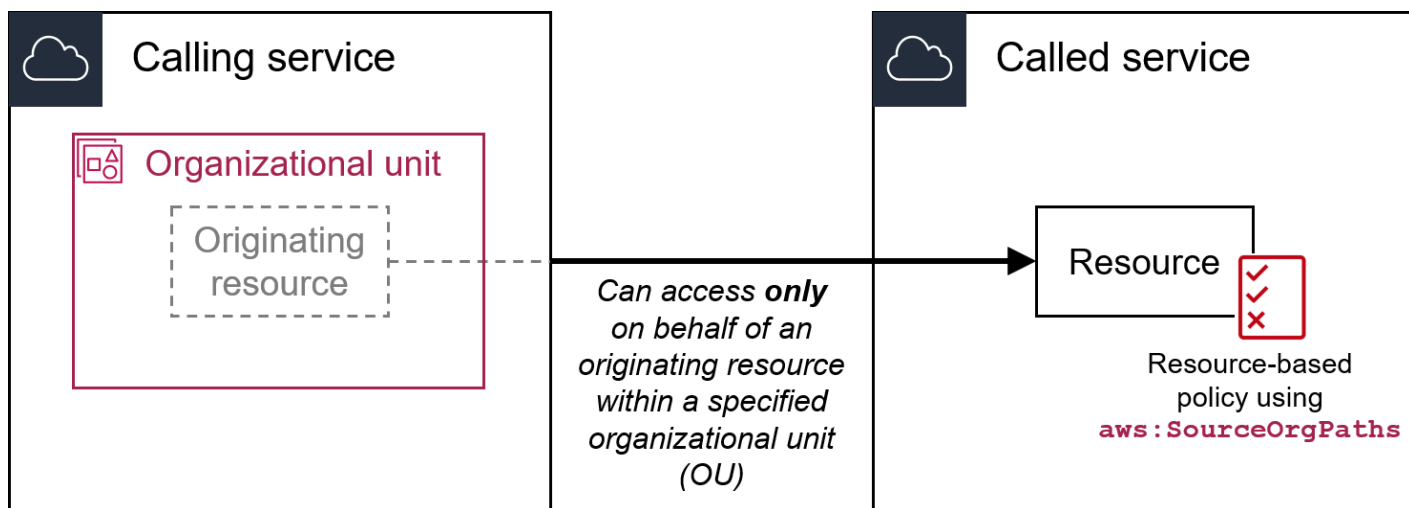 Calling service
Organizational unit
Originating
resource
Can access only
on behalf of an
originating resource
within a specified
organizational unit
(OU)
Called service
Resource
Resource-based
policy using
aws:SourceOrgPaths